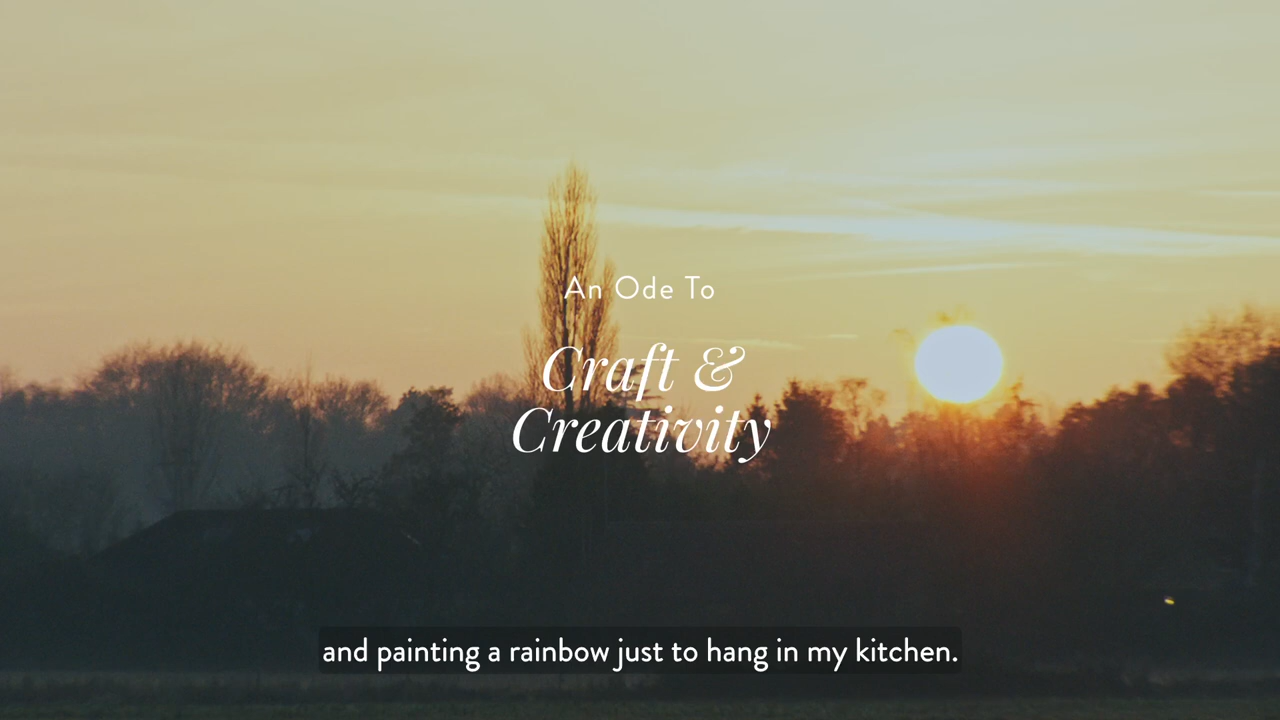 An Ode To
Craft &
Creativity
and painting a rainbow just to hang in my kitchen.